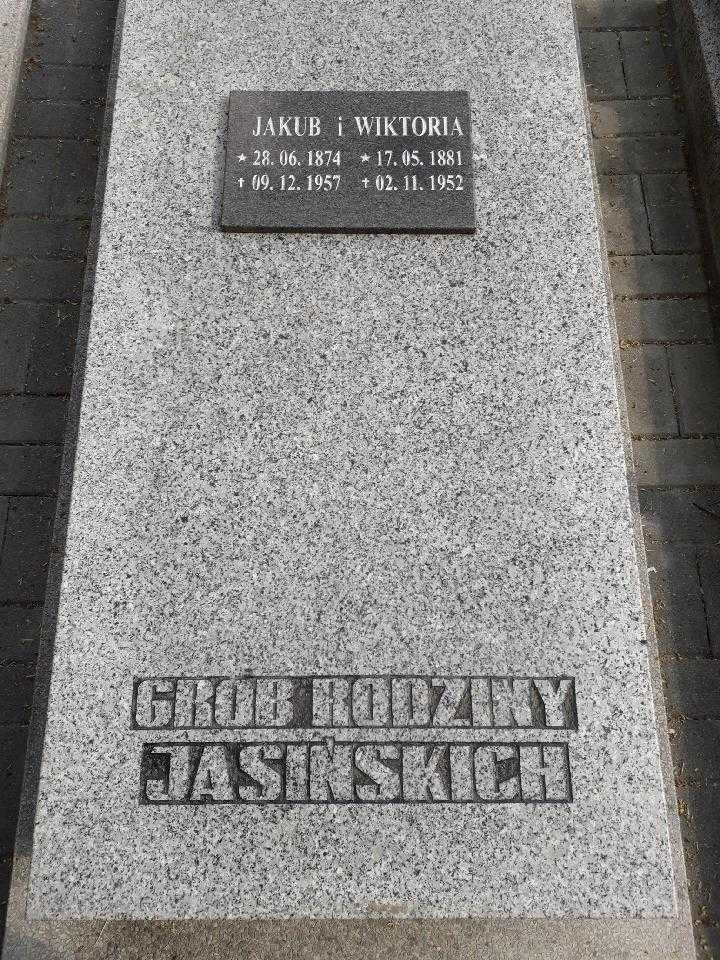 JAKUB i WIKTORIA
★ 28. 06. 1874 ★ 17. 05. 1881
✝ 09. 12. 1957 ✝ 02. 11. 1952
GRÓB RODZINY
JASIŃSKICH